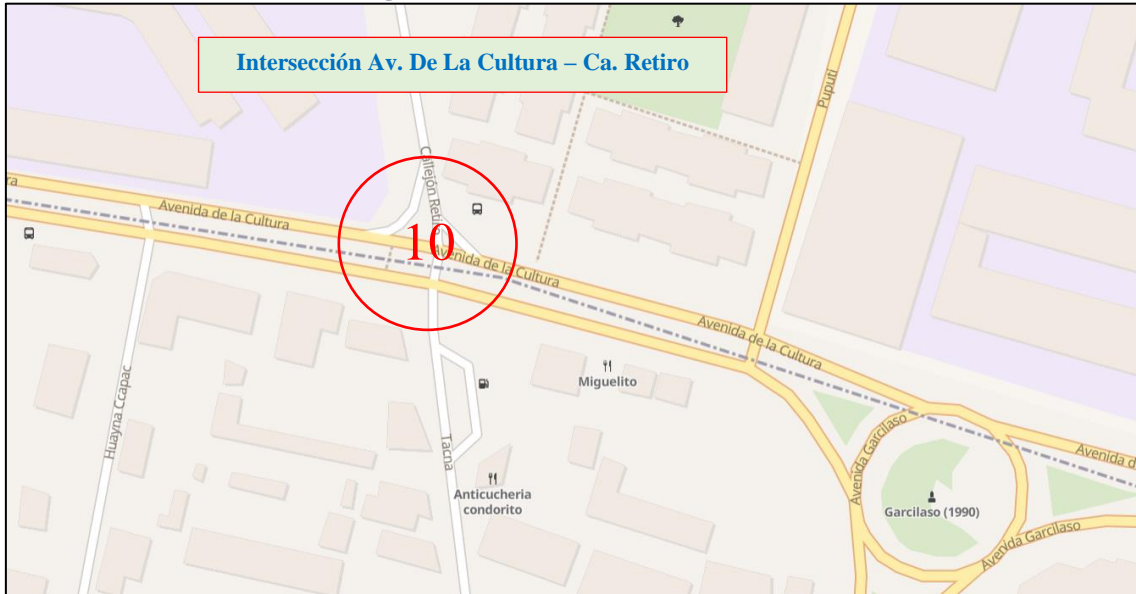 Intersección Av. De La Cultura – Ca. Retiro
Puputi
Callejón Retiro
ra
Avenida de la Cultura
10
Avenida de la Cultura
Avenida de la Cultura
Huayna Ccapac
Miguelito
Tacna
Anticucheria
condorito
Avenida Garcilaso
Garcilaso (1990)
Avenida d
Avenida Garcilaso